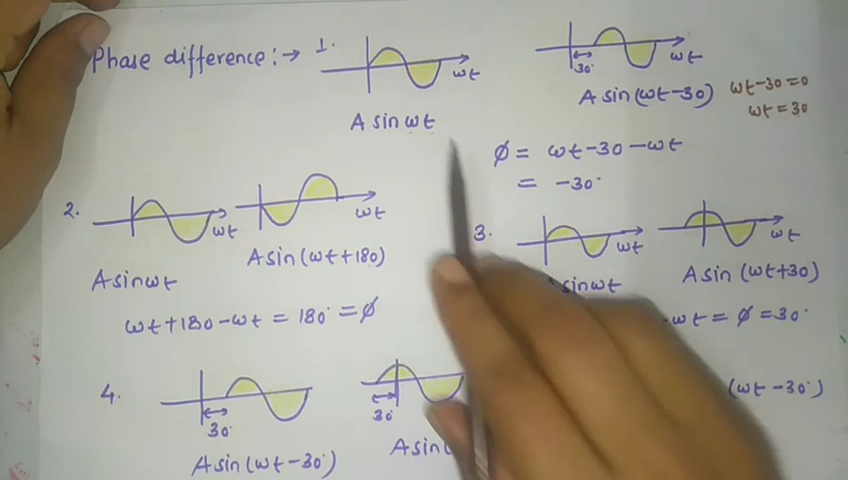 Phase difference:→ 1.
ωt
A sin ωt
30°
ωt
A sin(ωt-30)
ωt-30=0
ωt=30
φ= ωt-30-ωt
= -30°
2.
ωt
A sinωt
ωt
A sin(ωt+180)
ωt+180-ωt = 180° =φ
3.
ωt
sinωt
ωt
A sin (ωt+30)
-ωt = φ=30°
4.
30°
A sin(ωt-30°)
30°
A sin
(ωt-30°)